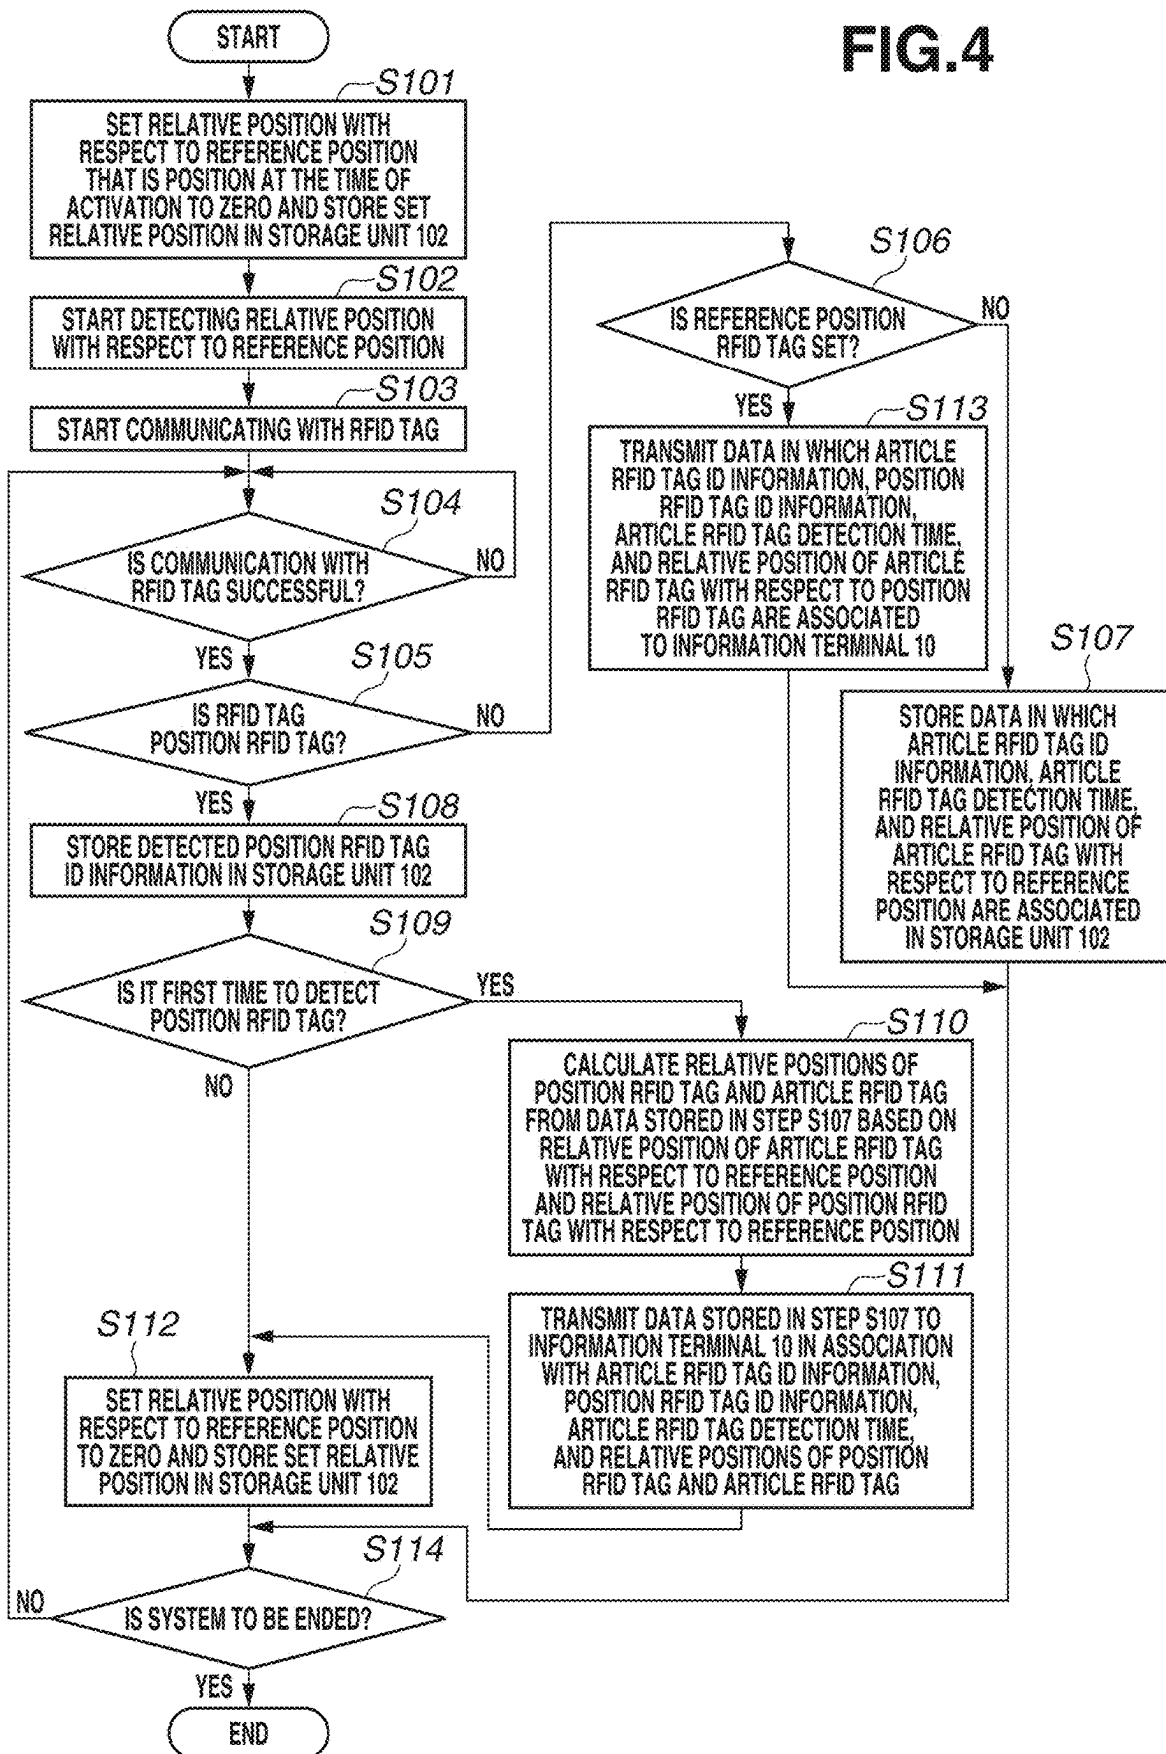 START
FIG.4
S101
SET RELATIVE POSITION WITH
RESPECT TO REFERENCE POSITION
THAT IS POSITION AT THE TIME OF
ACTIVATION TO ZERO AND STORE SET
RELATIVE POSITION IN STORAGE UNIT 102
S102
START DETECTING RELATIVE POSITION
WITH RESPECT TO REFERENCE POSITION
S103
START COMMUNICATING WITH RFID TAG
S104
IS COMMUNICATION WITH
RFID TAG SUCCESSFUL?
NO
YES
S105
IS RFID TAG
POSITION RFID TAG?
NO
YES
S106
IS REFERENCE POSITION
RFID TAG SET?
NO
YES
S113
TRANSMIT DATA IN WHICH ARTICLE
RFID TAG ID INFORMATION, POSITION
RFID TAG ID INFORMATION,
ARTICLE RFID TAG DETECTION TIME,
AND RELATIVE POSITION OF ARTICLE
RFID TAG WITH RESPECT TO POSITION
RFID TAG ARE ASSOCIATED
TO INFORMATION TERMINAL 10
S107
STORE DATA IN WHICH
ARTICLE RFID TAG ID
INFORMATION, ARTICLE
RFID TAG DETECTION TIME,
AND RELATIVE POSITION OF
ARTICLE RFID TAG WITH
RESPECT TO REFERENCE
POSITION ARE ASSOCIATED
IN STORAGE UNIT 102
S108
STORE DETECTED POSITION RFID TAG
ID INFORMATION IN STORAGE UNIT 102
S109
IS IT FIRST TIME TO DETECT
POSITION RFID TAG?
YES
NO
S110
CALCULATE RELATIVE POSITIONS OF
POSITION RFID TAG AND ARTICLE RFID TAG
FROM DATA STORED IN STEP S107 BASED ON
RELATIVE POSITION OF ARTICLE RFID TAG
WITH RESPECT TO REFERENCE POSITION
AND RELATIVE POSITION OF POSITION RFID
TAG WITH RESPECT TO REFERENCE POSITION
S111
TRANSMIT DATA STORED IN STEP S107 TO
INFORMATION TERMINAL 10 IN ASSOCIATION
WITH ARTICLE RFID TAG ID INFORMATION,
POSITION RFID TAG ID INFORMATION,
ARTICLE RFID TAG DETECTION TIME,
AND RELATIVE POSITIONS OF POSITION
RFID TAG AND ARTICLE RFID TAG
S112
SET RELATIVE POSITION WITH
RESPECT TO REFERENCE POSITION
TO ZERO AND STORE SET RELATIVE
POSITION IN STORAGE UNIT 102
S114
IS SYSTEM TO BE ENDED?
NO
YES
END